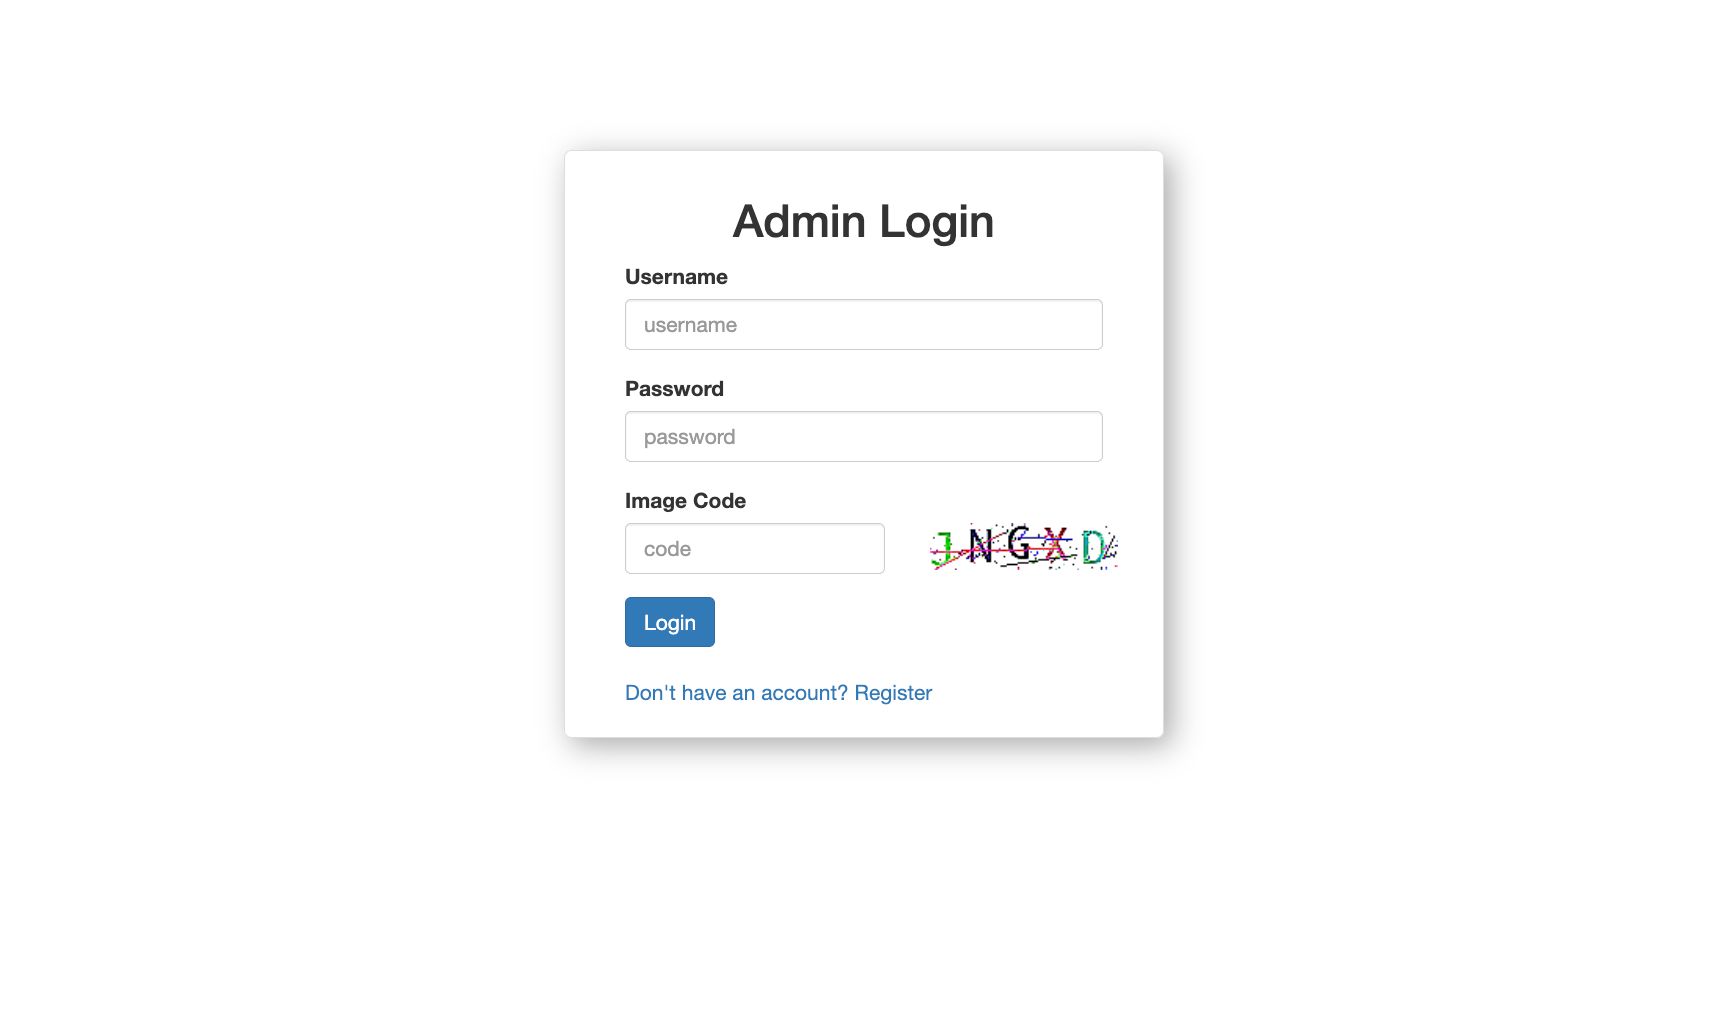 Admin Login
Username
username
Password
password
Image Code
code
JNGXD
Login
Don't have an account? Register